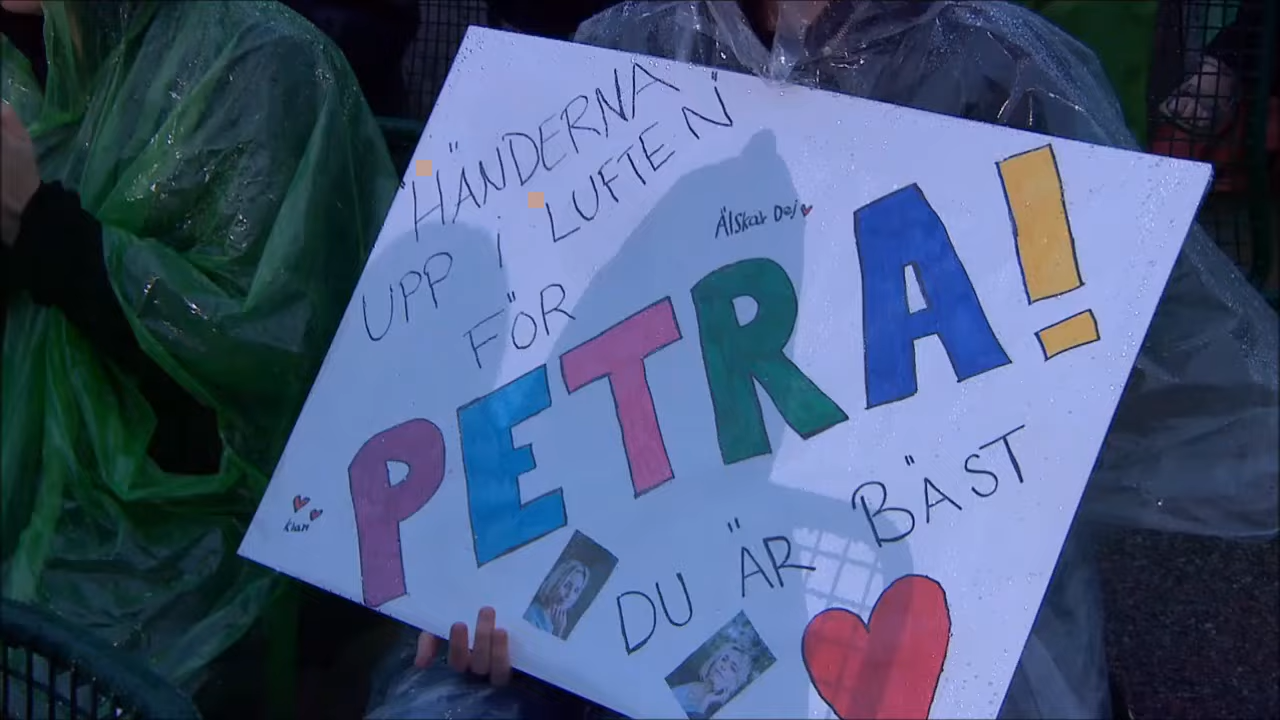 HÄNDERNA
UPP i LUFTEN
FÖR
Älskar Dej
PETRA!
DU ÄR BÄST